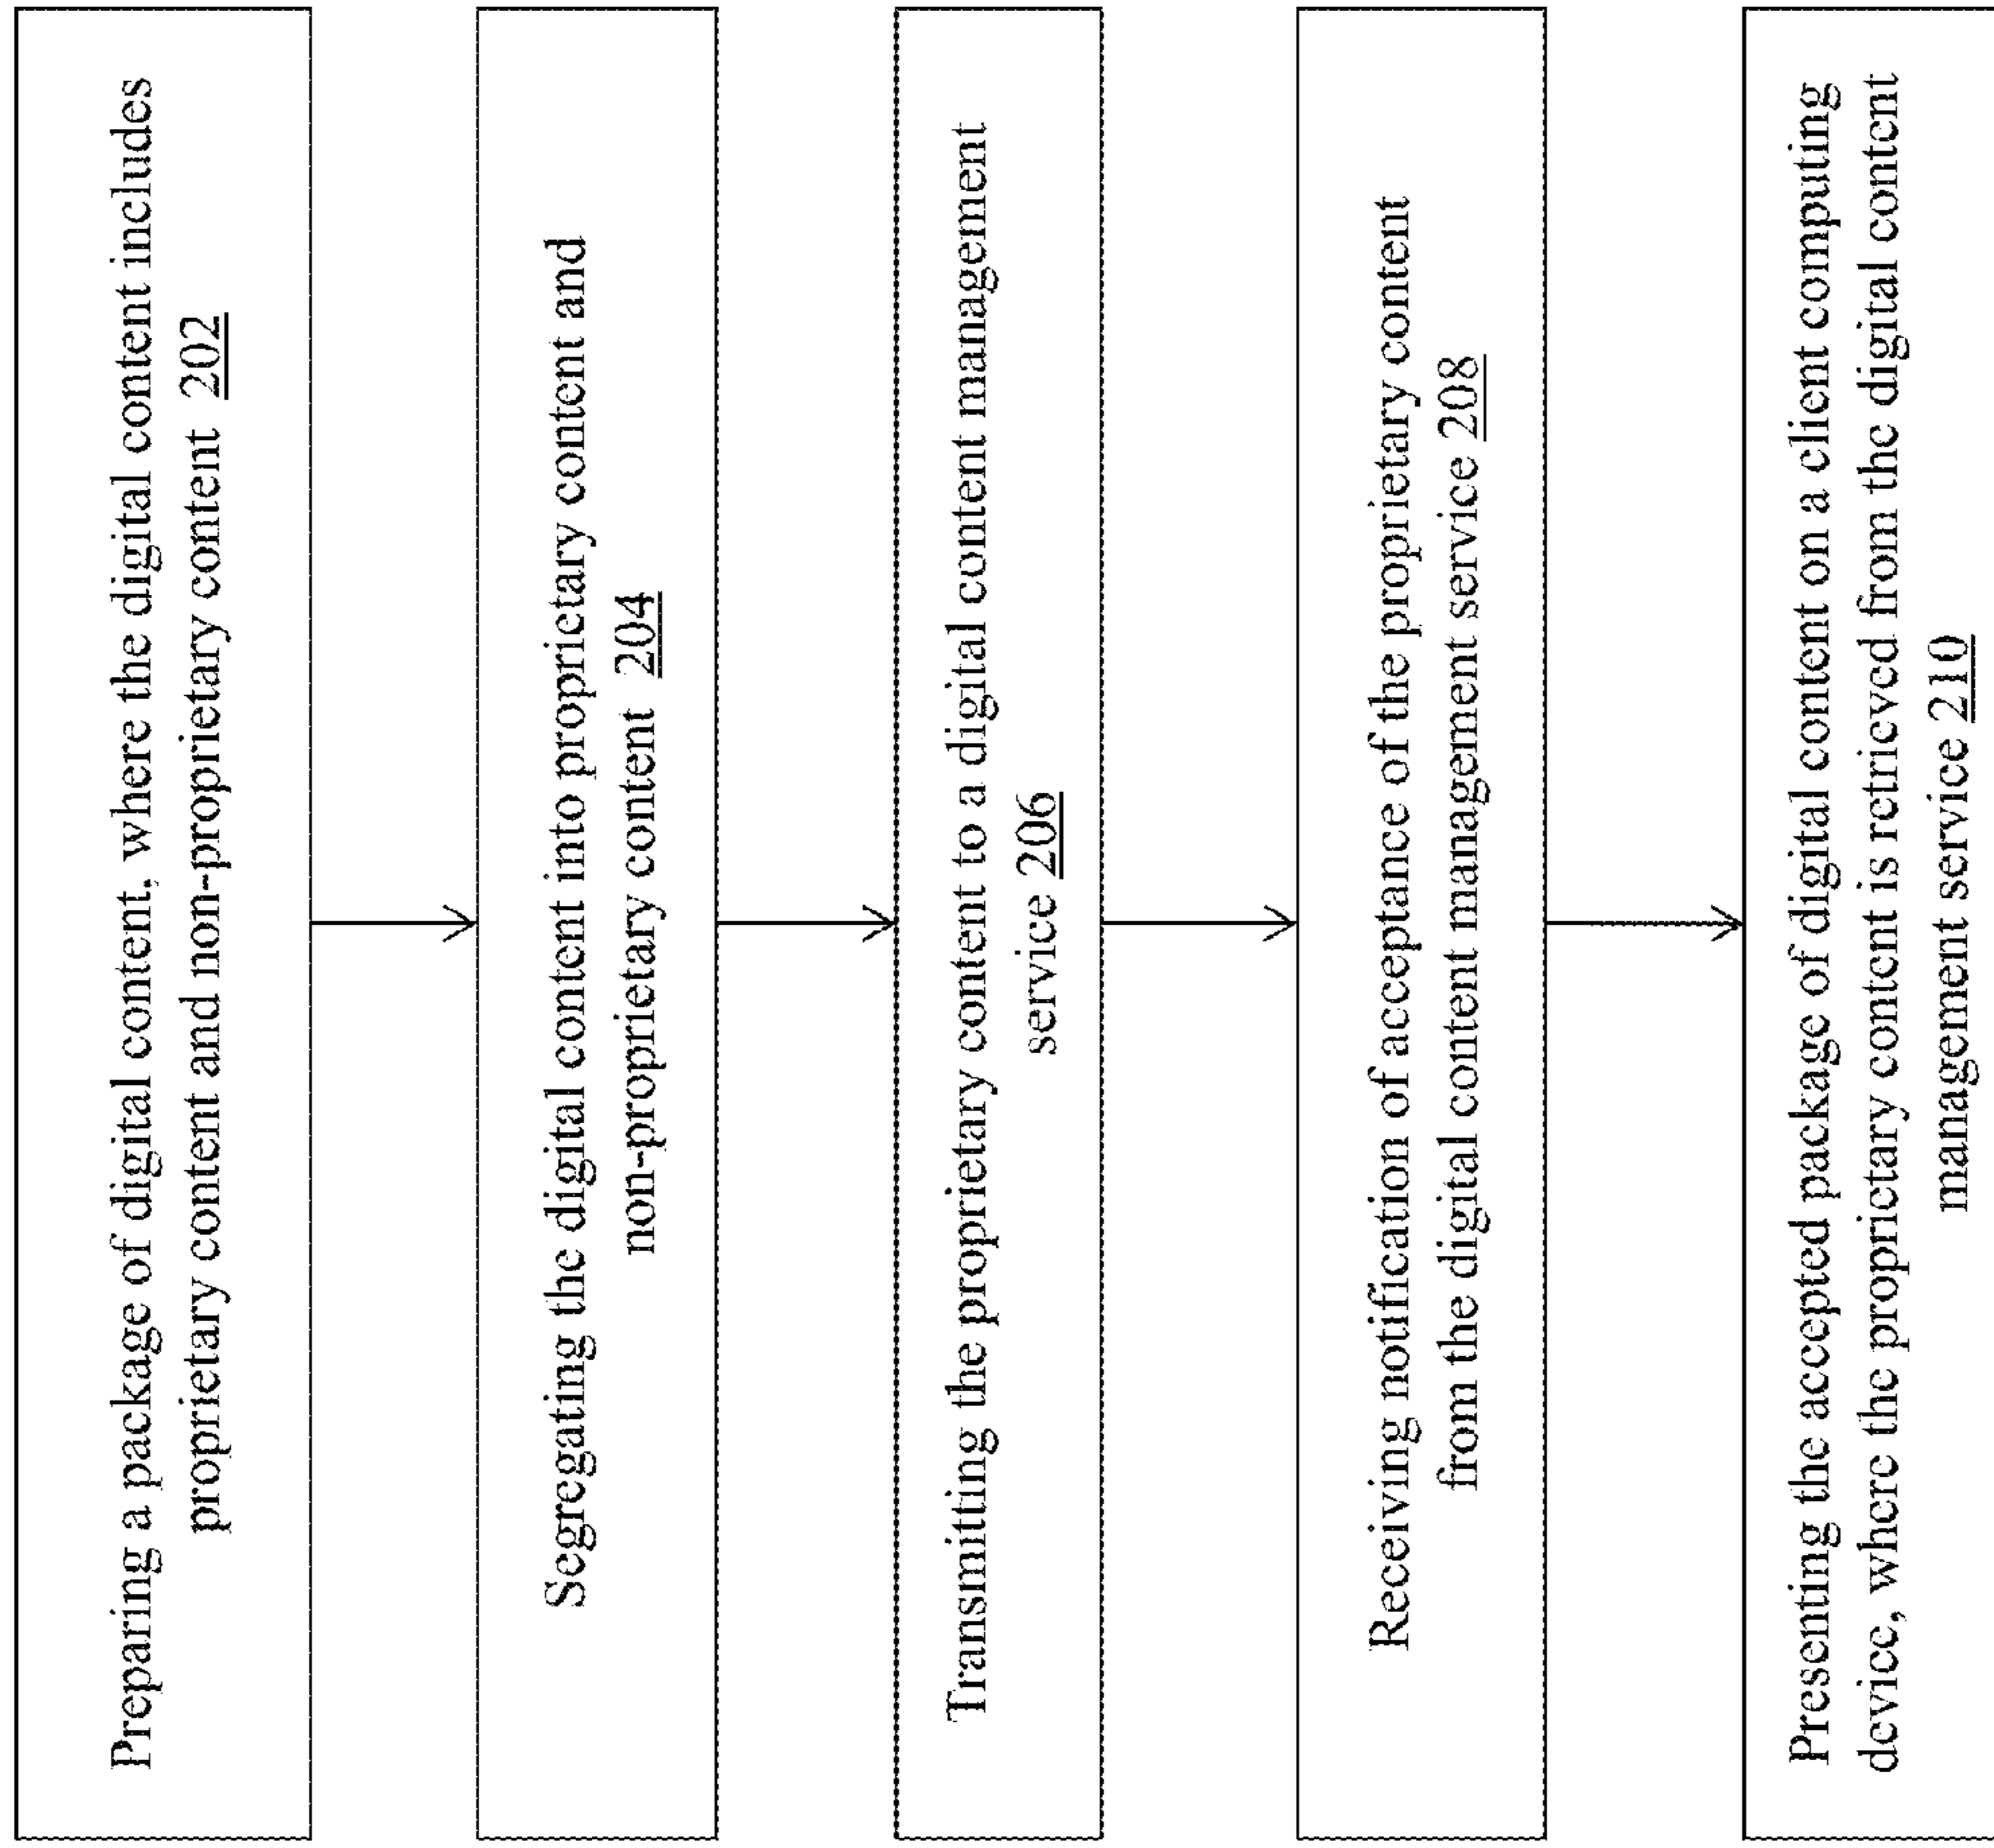 Preparing a package of digital content, where the digital content includes
proprietary content and non-proprietary content 202
Segregating the digital content into proprietary content and
non-proprietary content 204
Transmitting the proprietary content to a digital content management
service 206
Receiving notification of acceptance of the proprietary content
from the digital content management service 208
Presenting the accepted package of digital content on a client computing
device, where the proprietary content is retrieved from the digital content
management service 210